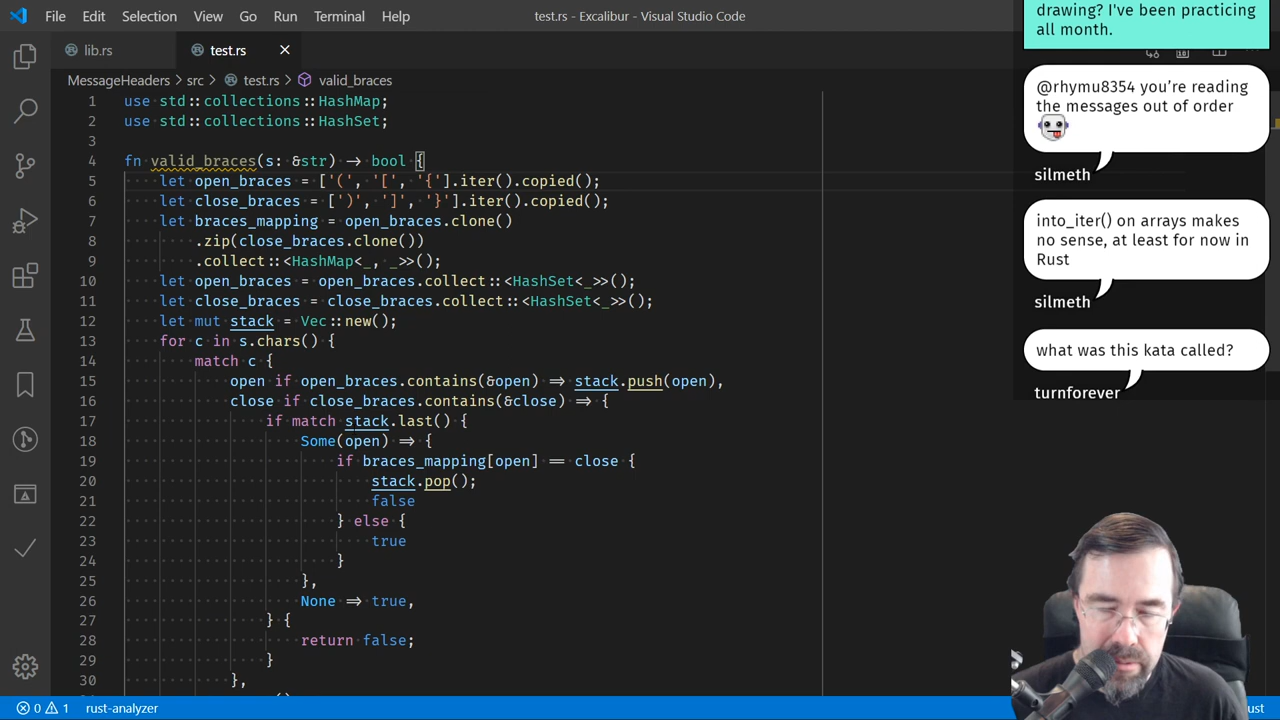 File Edit Selection View Go Run Terminal Help
test.rs - Excalibur - Visual Studio Code
lib.rs
test.rs
MessageHeaders > src > test.rs > valid_braces
1 use std::collections::HashMap;
2 use std::collections::HashSet;
3
4 fn valid_braces(s: &str) -> bool {
5 let open_braces = ['(', '[', '{'].iter().copied();
6 let close_braces = [')', ']', '}'].iter().copied();
7 let braces_mapping = open_braces.clone()
8 .zip(close_braces.clone())
9 .collect::<HashMap<_, _>>();
10 let open_braces = open_braces.collect::<HashSet<_>>();
11 let close_braces = close_braces.collect::<HashSet<_>>();
12 let mut stack = Vec::new();
13 for c in s.chars() {
14 match c {
15 open if open_braces.contains(&open) => stack.push(open),
16 close if close_braces.contains(&close) => {
17 if match stack.last() {
18 Some(open) => {
19 if braces_mapping[open] == close {
20 stack.pop();
21 false
22 } else {
23 true
24 }
25 },
26 None => true,
27 } {
28 return false;
29 }
30 },
0 1 rust-analyzer
drawing? I've been practicing
all month.
@rhymu8354 you’re reading
the messages out of order
silmeth
into_iter() on arrays makes
no sense, at least for now in
Rust
silmeth
what was this kata called?
turnforever